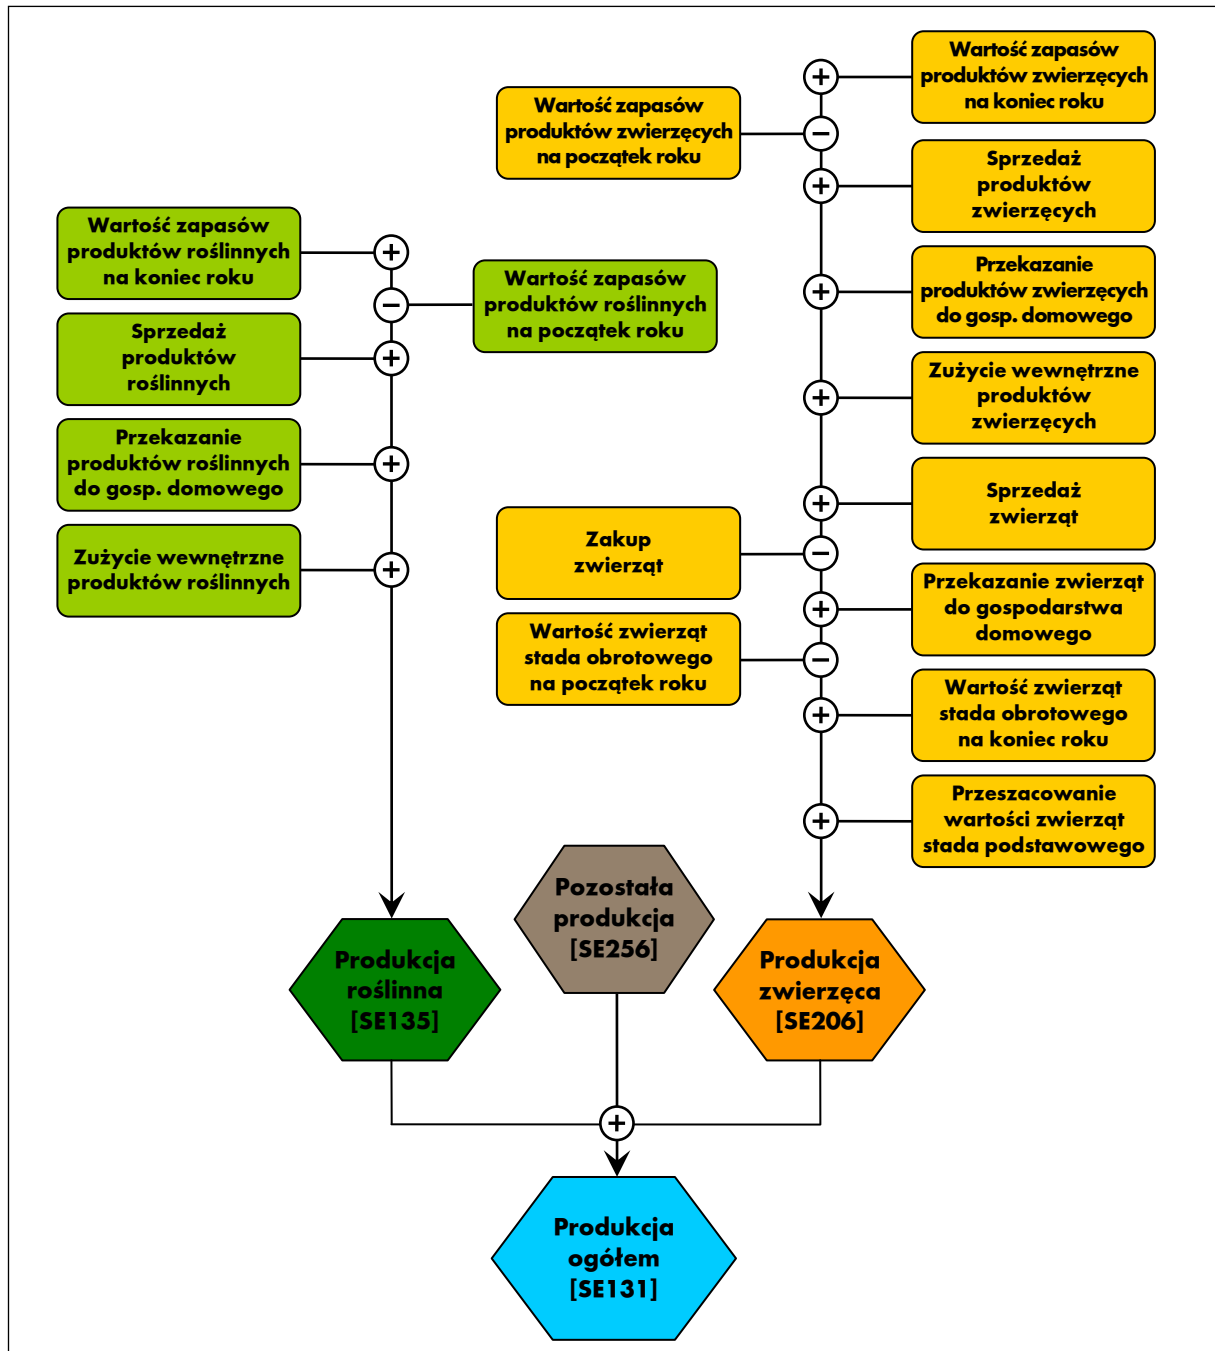 Wartość zapasów
produktów zwierzęcych
na koniec roku
Wartość zapasów
produktów zwierzęcych
na początek roku
Sprzedaż
produktów
zwierzęcych
Wartość zapasów
produktów roślinnych
na koniec roku
Wartość zapasów
produktów roślinnych
na początek roku
Przekazanie
produktów zwierzęcych
do gosp. domowego
Sprzedaż
produktów
roślinnych
Zużycie wewnętrzne
produktów
zwierzęcych
Przekazanie
produktów roślinnych
do gosp. domowego
Sprzedaż
zwierząt
Zakup
zwierząt
Zużycie wewnętrzne
produktów roślinnych
Przekazanie zwierząt
do gospodarstwa
domowego
Wartość zwierząt
stada obrotowego
na początek roku
Wartość zwierząt
stada obrotowego
na koniec roku
Przeszacowanie
wartości zwierząt
stada podstawowego
Pozostała
produkcja
[SE256]
Produkcja
roślinna
[SE135]
Produkcja
zwierzęca
[SE206]
Produkcja
ogółem
[SE131]